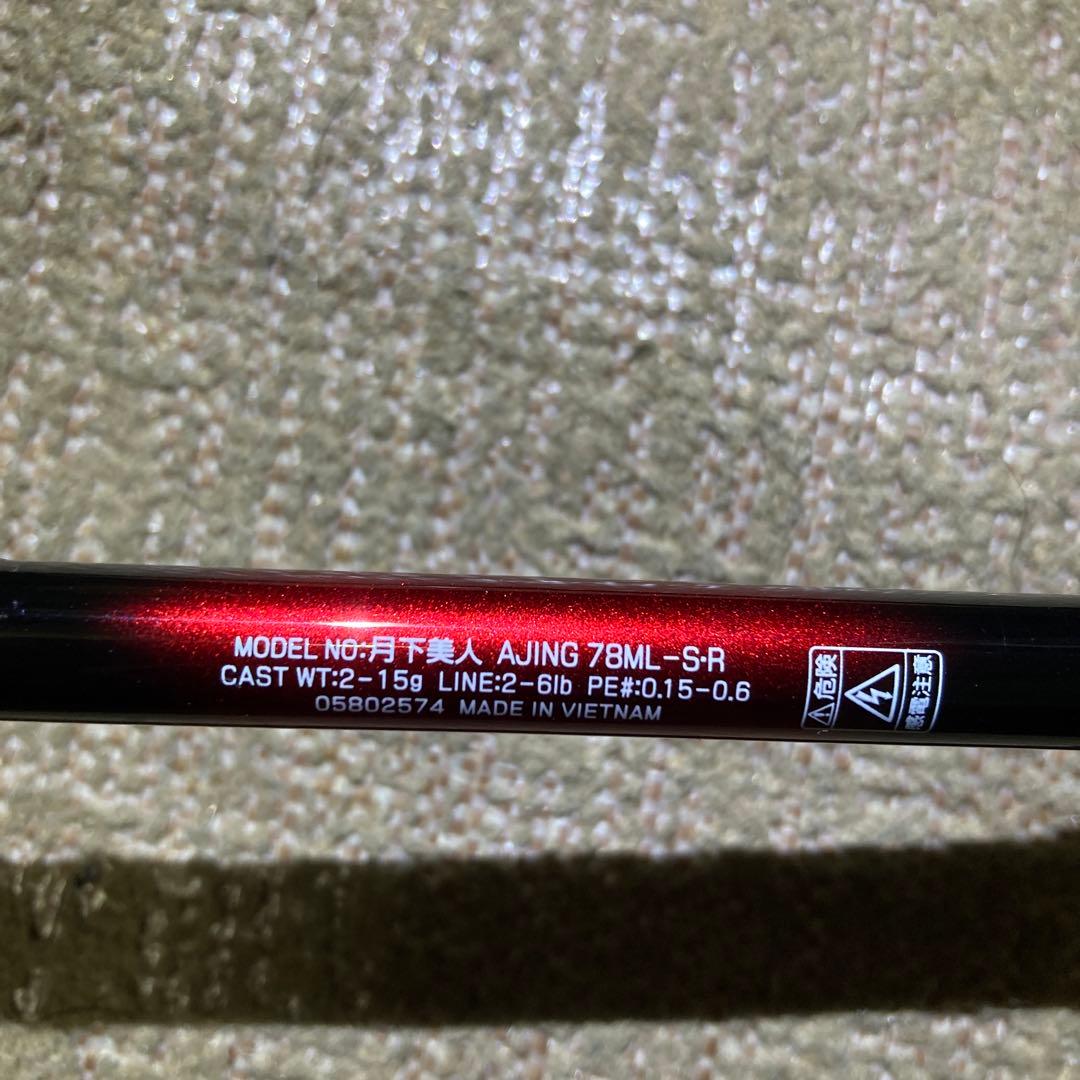 MODEL NO:月下美人 AJING 78ML-S・R
CAST WT:2-15g LINE:2-6lb PE#:0.15-0.6
05802574 MADE IN VIETNAM
危険
感電注意